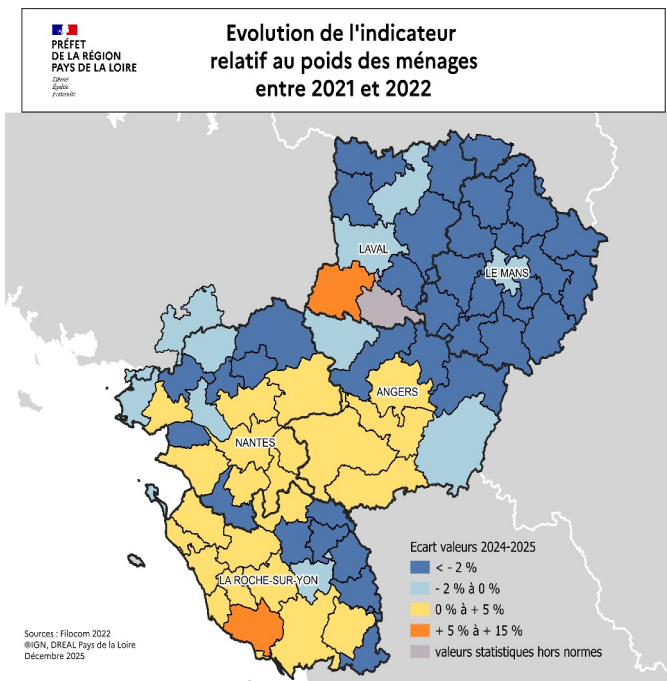 PRÉFET
DE LA RÉGION
PAYS DE LA LOIRE
Liberté
Égalité
Fraternité
Evolution de l'indicateur
relatif au poids des ménages
entre 2021 et 2022
LAVAL
LE MANS
ANGERS
NANTES
LA ROCHE-SUR-YON
Ecart valeurs 2024-2025
< - 2 %
- 2 % à 0 %
0 % à + 5 %
+ 5 % à + 15 %
valeurs statistiques hors normes
Sources : Filocom 2022
®IGN, DREAL Pays de la Loire
Décembre 2025